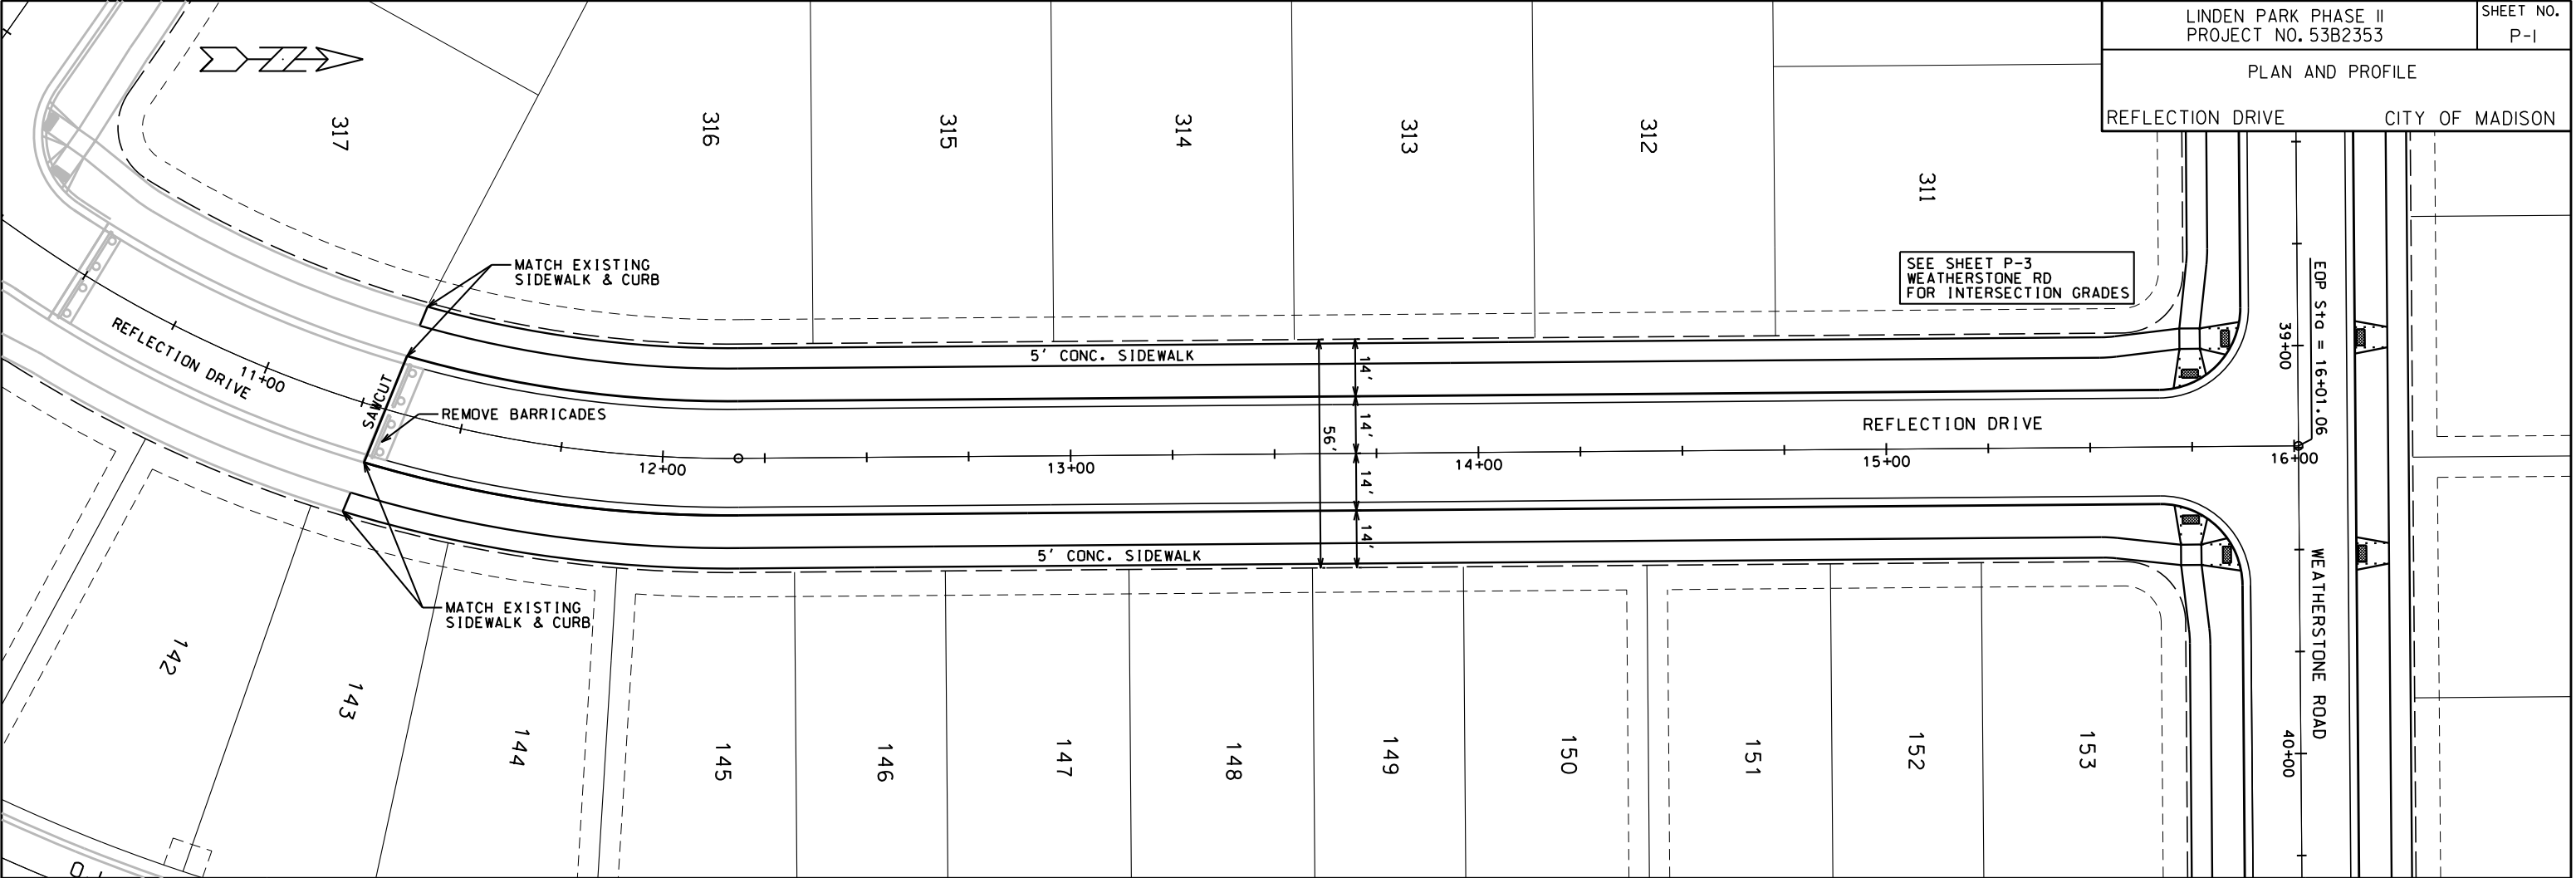 LINDEN PARK PHASE II
PROJECT NO. 53B2353
SHEET NO.
P-1
PLAN AND PROFILE
REFLECTION DRIVE
CITY OF MADISON
N
317
316
315
314
313
312
311
MATCH EXISTING
SIDEWALK & CURB
SEE SHEET P-3
WEATHERSTONE RD
FOR INTERSECTION GRADES
REFLECTION DRIVE
11+00
SAWCUT
REMOVE BARRICADES
5' CONC. SIDEWALK
14'
14'
56'
14'
14'
REFLECTION DRIVE
12+00
13+00
14+00
15+00
16+00
EOP Sta = 16+01.06
39+00
WEATHERSTONE ROAD
40+00
5' CONC. SIDEWALK
MATCH EXISTING
SIDEWALK & CURB
142
143
144
145
146
147
148
149
150
151
152
153